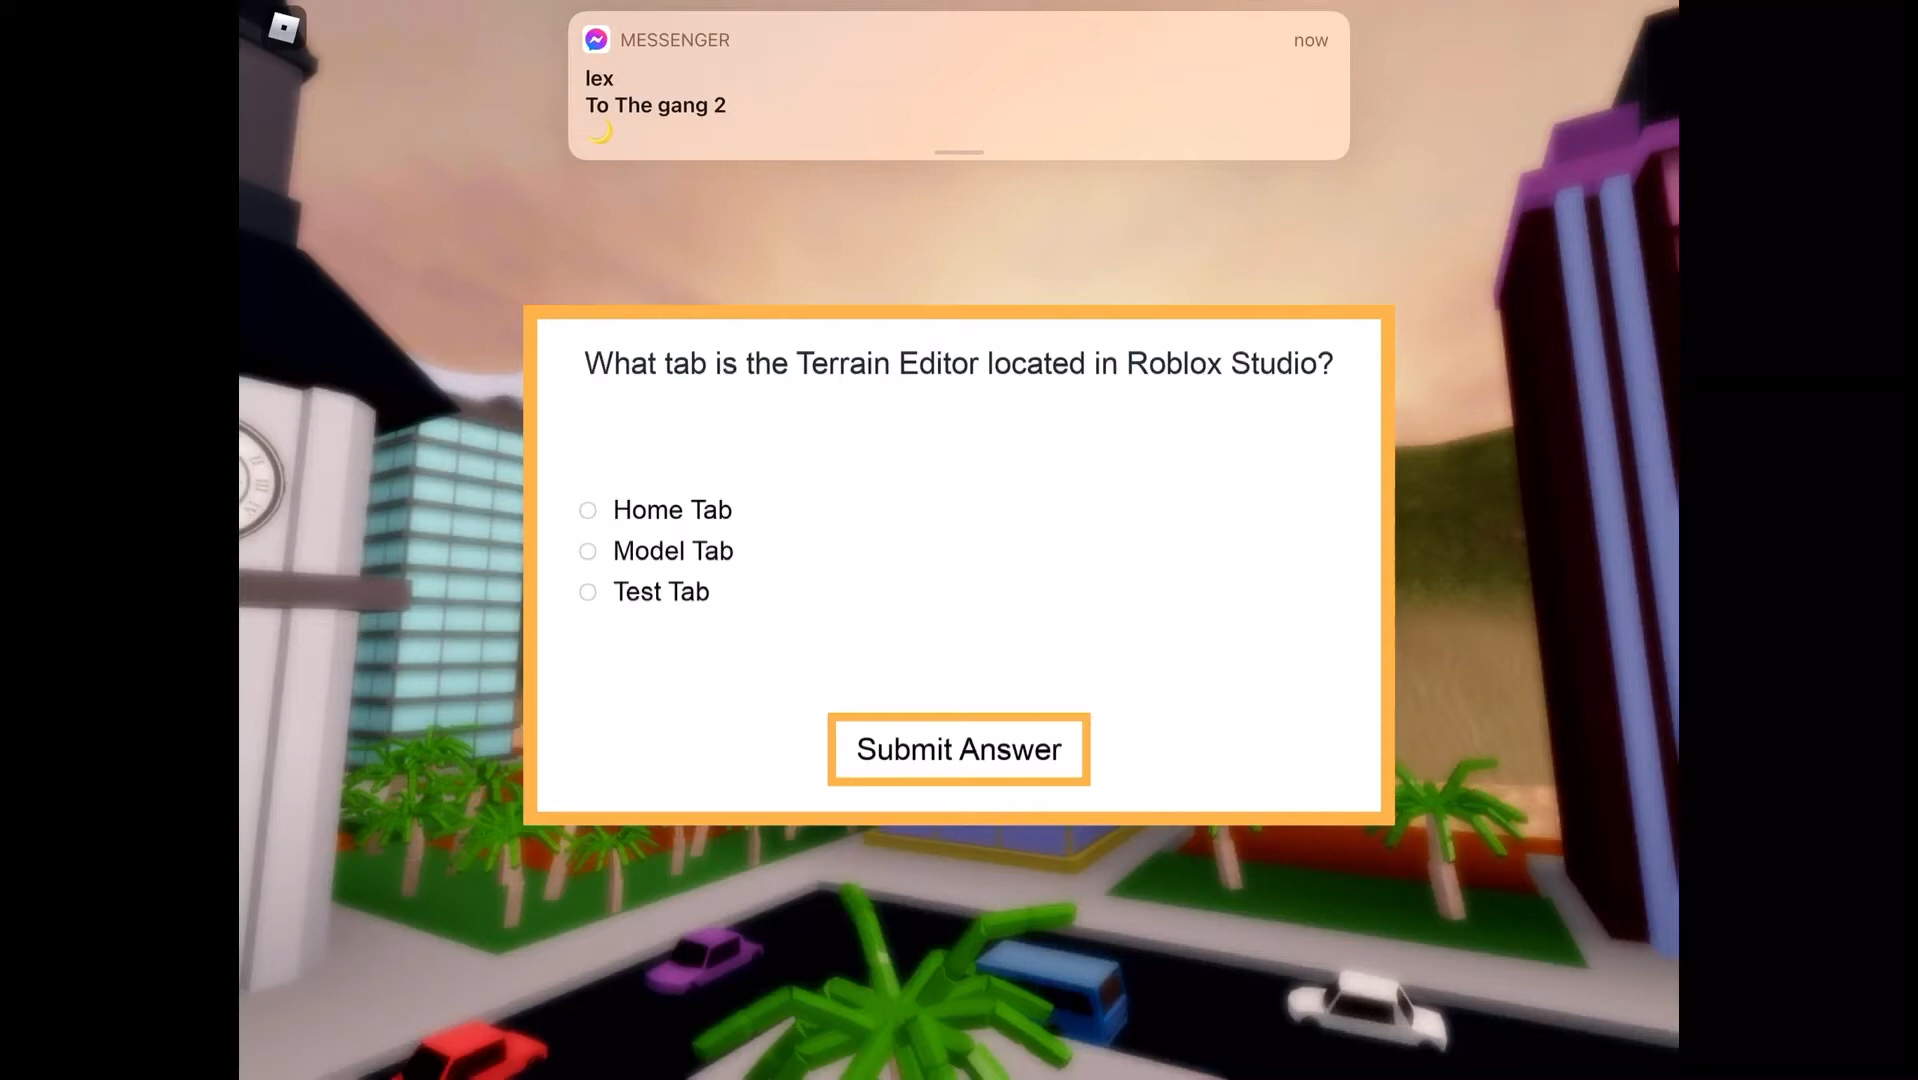 MESSENGER
now
lex
To The gang 2
🌙
What tab is the Terrain Editor located in Roblox Studio?
Home Tab
Model Tab
Test Tab
Submit Answer